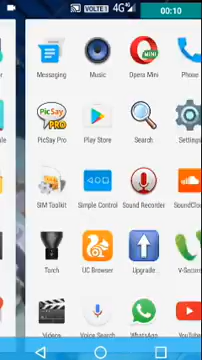 VOLTE 1 4G 00:10
Messaging Music Opera Mini Phone
PicSay
PRO
PicSay Pro Play Store Search Settings
SIM Toolkit Simple Control Sound Recorder SoundClou
Torch UC Browser Upgrade.. V-Secure
Videos Voice Search WhatsApp YouTube